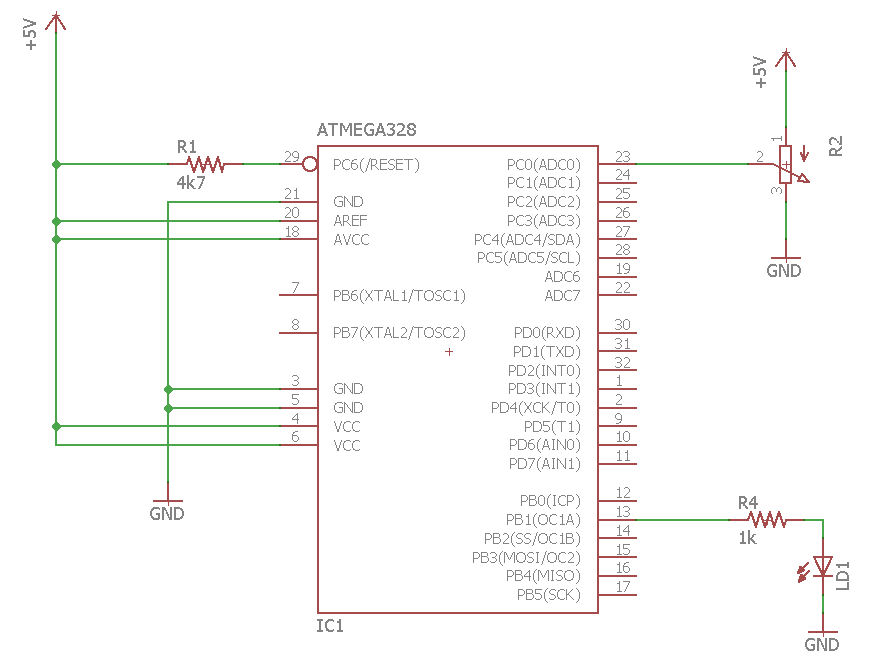 +5V
+5V
ATMEGA328
R1
4k7
R2
29 PC6(/RESET)
21 GND
20 AREF
18 AVCC
7 PB6(XTAL1/TOSC1)
8 PB7(XTAL2/TOSC2)
3 GND
5 GND
4 VCC
6 VCC
GND
PC0(ADC0) 23
PC1(ADC1) 24
PC2(ADC2) 25
PC3(ADC3) 26
PC4(ADC4/SDA) 27
PC5(ADC5/SCL) 28
ADC6 19
ADC7 22
PD0(RXD) 30
PD1(TXD) 31
PD2(INT0) 32
PD3(INT1) 1
PD4(XCK/T0) 2
PD5(T1) 9
PD6(AIN0) 10
PD7(AIN1) 11
PB0(ICP) 12
PB1(OC1A) 13
PB2(SS/OC1B) 14
PB3(MOSI/OC2) 15
PB4(MISO) 16
PB5(SCK) 17
1
2
3
GND
R4
1k
LD1
GND
IC1